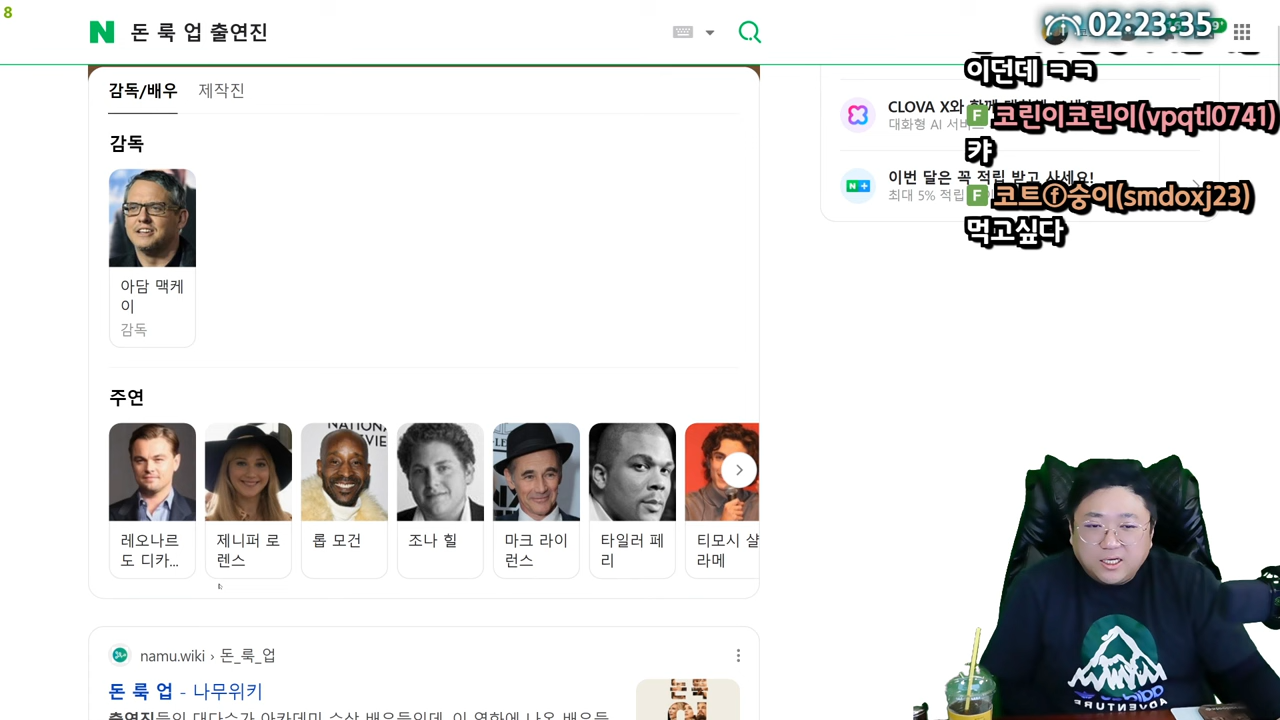 8
N 돈 룩 업 출연진
02:23:35
감독/배우 제작진
감독
아담 맥케
이
감독
주연
NATION
레오나르
도 디카...
제니퍼 로
렌스
롭 모건
조나 힐
마크 라이
런스
타일러 페
리
티모시 샬
라메
namu.wiki › 돈_룩_업
돈 룩 업 - 나무위키
CLOVA X와
대화형 AI
이번 달은 꼭 적립 받고 사세요!
최대 5% 적립
이던데 ㅋㅋ
F 코린이코린이(vpqtl0741)
캬
F 코트ⓕ숭이(smdoxj23)
먹고싶다
ADVENTURE